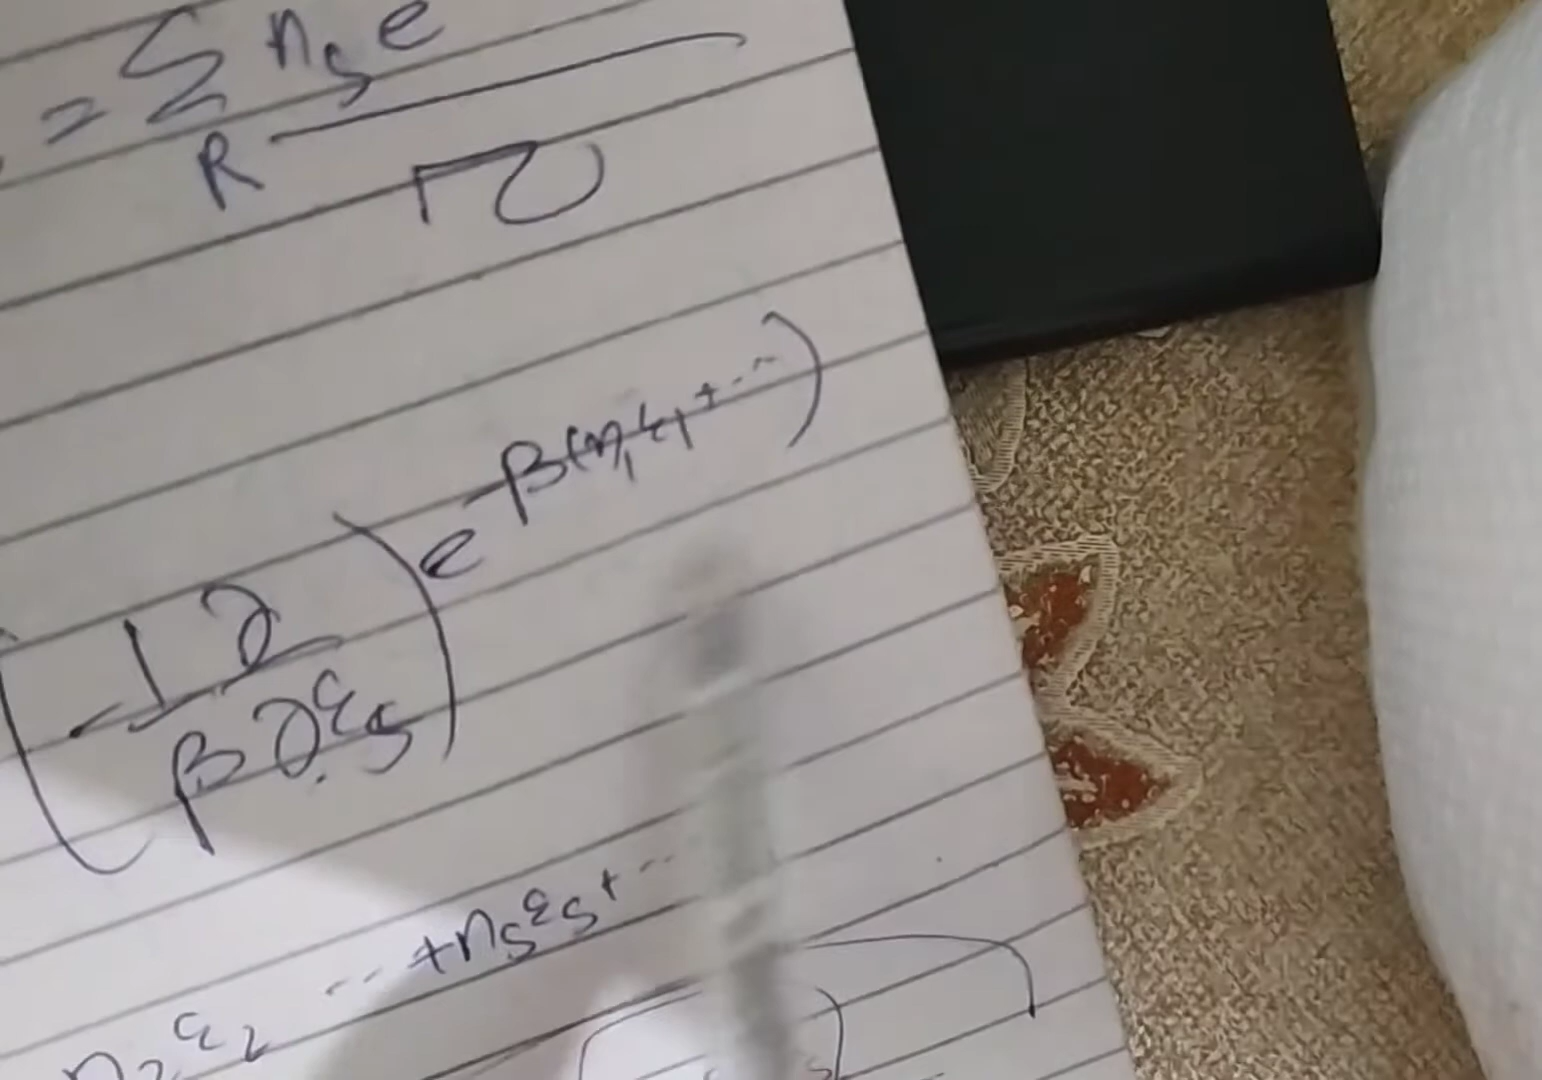 = Σ n_s e
R
( - 1 ∂ / β ∂ε_s ) e^{-β(n_1 ε_1 + ...)}
n_2 ε_2 ... + n_s ε_s + ...